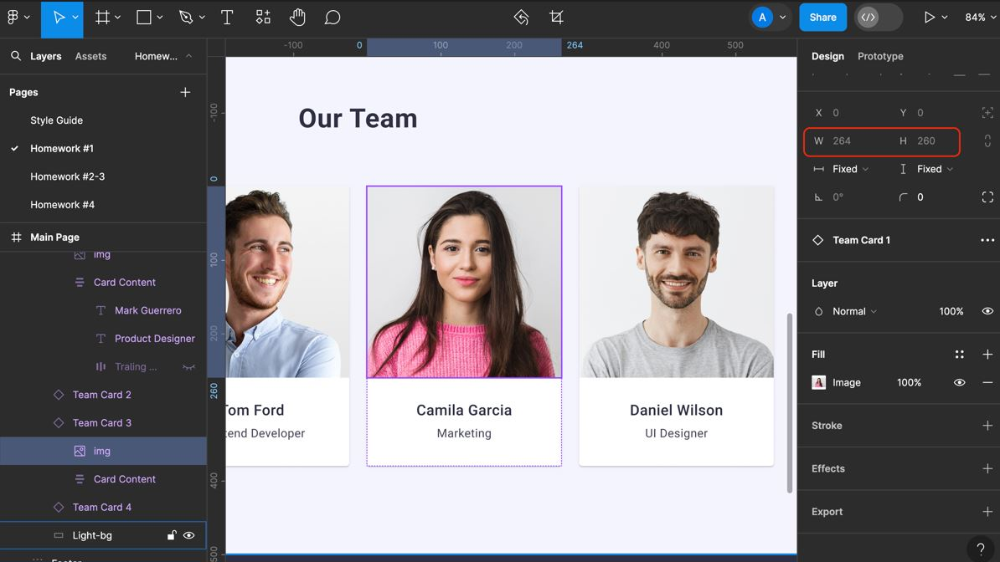 A
Share
84%
-100
0
100
200
264
400
500
Layers
Assets
Homew...
Design
Prototype
Pages
Style Guide
Homework #1
Homework #2-3
Homework #4
Main Page
img
Card Content
Mark Guerrero
Product Designer
Traling ...
Team Card 2
Team Card 3
img
Card Content
Team Card 4
Light-bg
Footer
-100
0
100
200
260
400
500
Our Team
Tom Ford
end Developer
Camila Garcia
Marketing
Daniel Wilson
UI Designer
X 0 Y 0
W 264 H 260
Fixed Fixed
0° 0
Team Card 1
Layer
Normal 100%
Fill
Image 100%
Stroke
Effects
Export
?